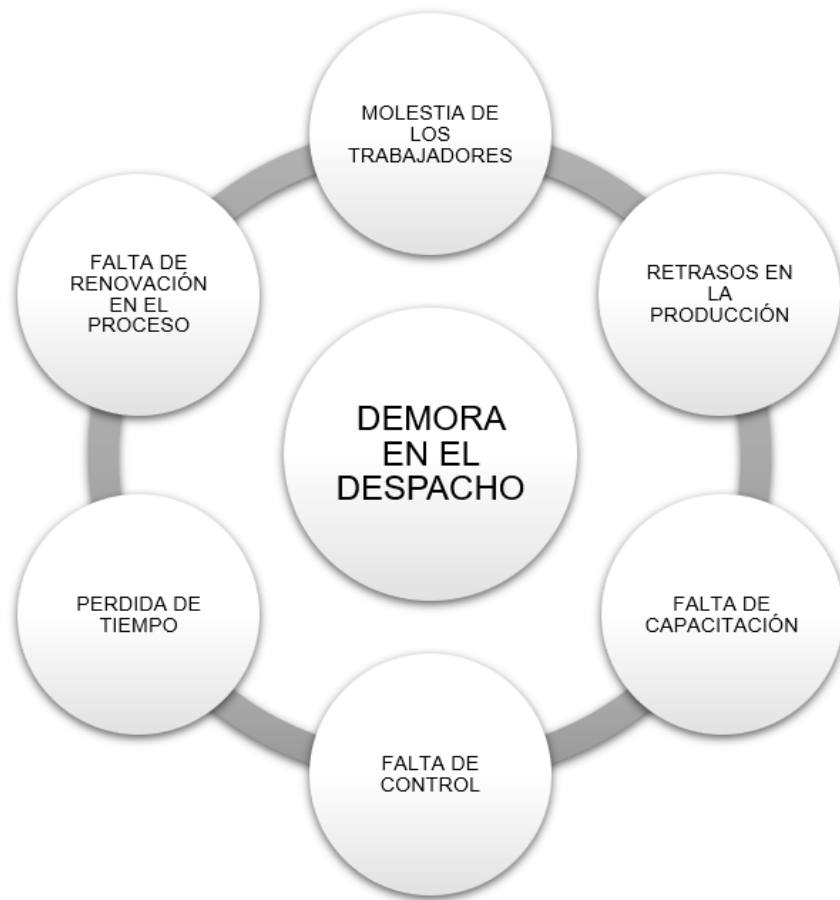 MOLESTIA DE
LOS
TRABAJADORES
RETRASOS EN
LA
PRODUCCIÓN
FALTA DE
CAPACITACIÓN
FALTA DE
CONTROL
PERDIDA DE
TIEMPO
FALTA DE
RENOVACIÓN
EN EL
PROCESO
DEMORA
EN EL
DESPACHO